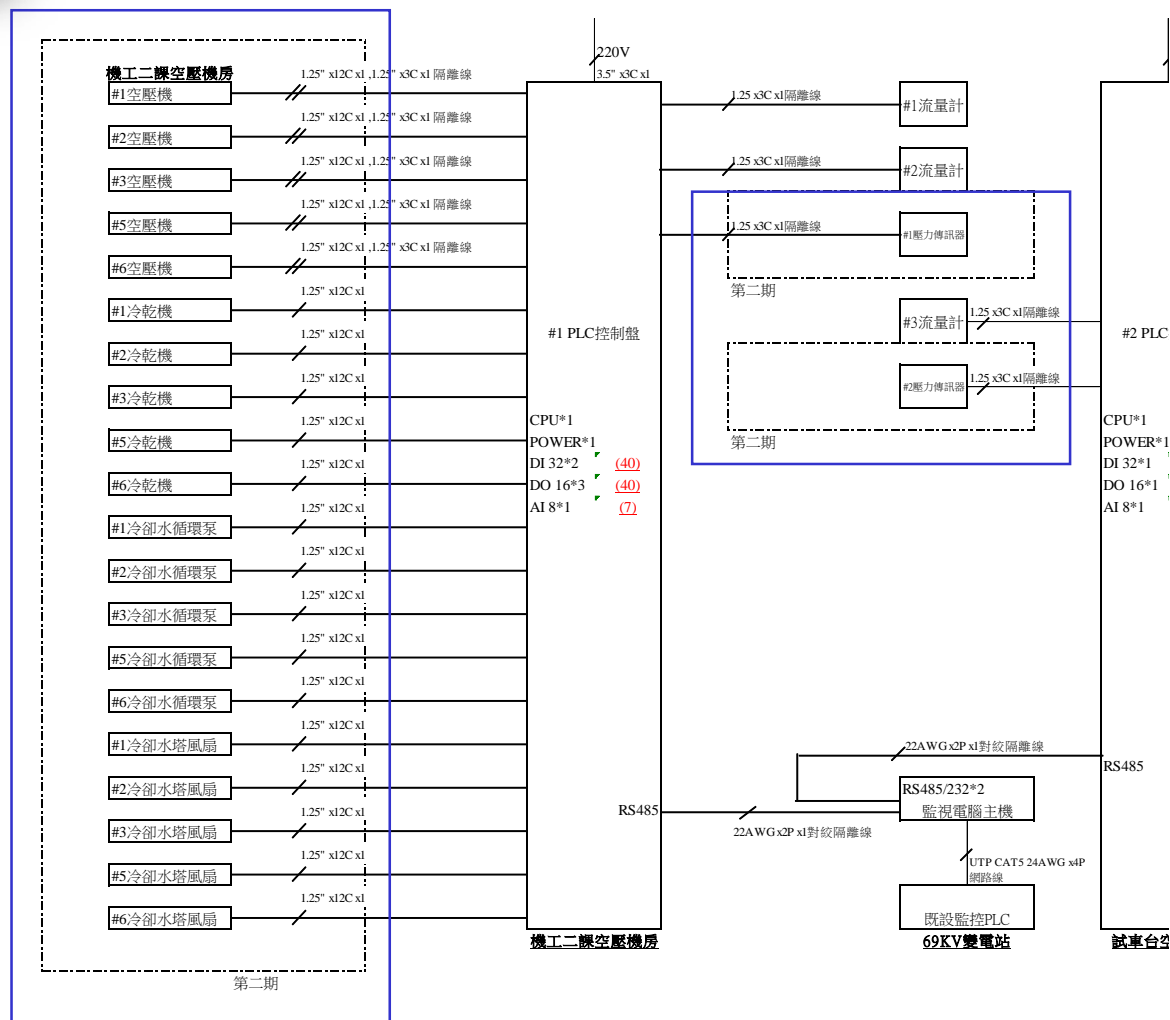 機工二課空壓機房
1.25" x12C x1 ,1.25" x3C x1 隔離線
#1空壓機
1.25" x12C x1 ,1.25" x3C x1 隔離線
#2空壓機
1.25" x12C x1 ,1.25" x3C x1 隔離線
#3空壓機
1.25" x12C x1 ,1.25" x3C x1 隔離線
#5空壓機
1.25" x12C x1 ,1.25" x3C x1 隔離線
#6空壓機
1.25" x12C x1
#1冷乾機
1.25" x12C x1
#2冷乾機
1.25" x12C x1
#3冷乾機
1.25" x12C x1
#5冷乾機
1.25" x12C x1
#6冷乾機
1.25" x12C x1
#1冷卻水循環泵
1.25" x12C x1
#2冷卻水循環泵
1.25" x12C x1
#3冷卻水循環泵
1.25" x12C x1
#5冷卻水循環泵
1.25" x12C x1
#6冷卻水循環泵
1.25" x12C x1
#1冷卻水塔風扇
1.25" x12C x1
#2冷卻水塔風扇
1.25" x12C x1
#3冷卻水塔風扇
1.25" x12C x1
#5冷卻水塔風扇
1.25" x12C x1
#6冷卻水塔風扇
第二期
220V
3.5" x3C x1
#1 PLC控制盤
CPU*1
POWER*1
DI 32*2 (40)
DO 16*3 (40)
AI 8*1 (7)
RS485
機工二課空壓機房
1.25 x3C x1隔離線
#1流量計
1.25 x3C x1隔離線
#2流量計
1.25 x3C x1隔離線
#1壓力傳訊器
第二期
#3流量計
1.25 x3C x1隔離線
#2壓力傳訊器
1.25 x3C x1隔離線
第二期
22AWG x2P x1對絞隔離線
RS485/232*2
監視電腦主機
22AWG x2P x1對絞隔離線
UTP CAT5 24AWG x4P
網路線
既設監控PLC
69KV變電站
#2 PLC
CPU*1
POWER*1
DI 32*1
DO 16*1
AI 8*1
RS485
試車台空